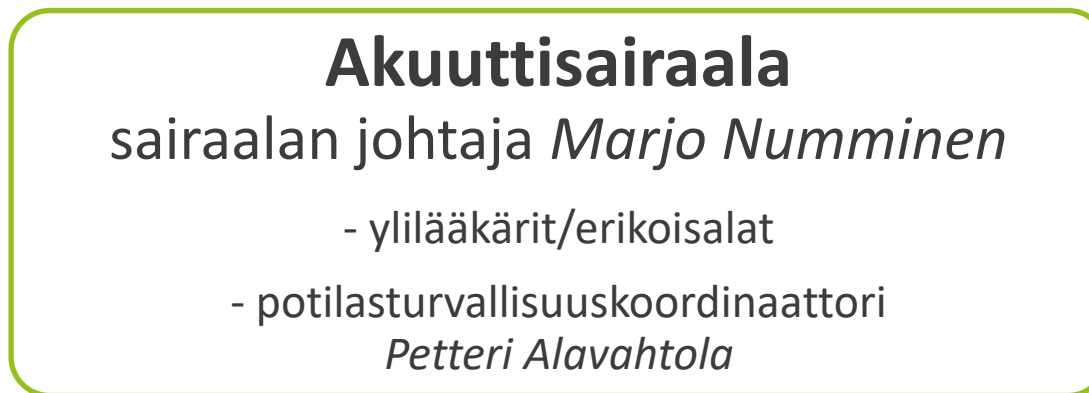 Akuuttisairaala
sairaalan johtaja Marjo Numminen
- ylilääkärit/erikoisalat
- potilasturvallisuuskoordinaattori
Petteri Alavahtola